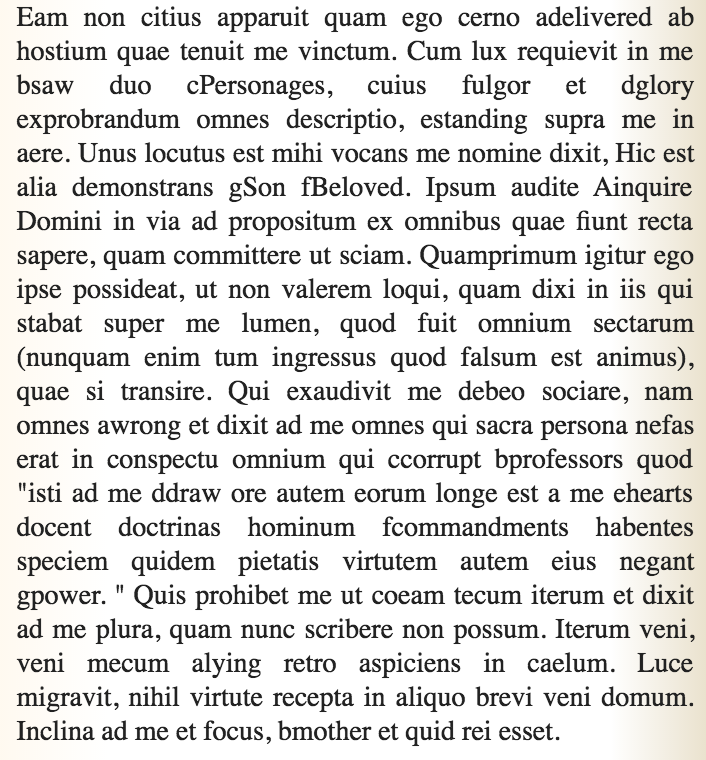 Eam non citius apparuit quam ego cerno adelivered ab
hostium quae tenuit me vinctum. Cum lux requievit in me
bsaw duo cPersonages, cuius fulgor et dglory
exprobrandum omnes descriptio, estanding supra me in
aere. Unus locutus est mihi vocans me nomine dixit, Hic est
alia demonstrans gSon fBeloved. Ipsum audite Ainquire
Domini in via ad propositum ex omnibus quae fiunt recta
sapere, quam committere ut sciam. Quamprimum igitur ego
ipse possideat, ut non valerem loqui, quam dixi in iis qui
stabat super me lumen, quod fuit omnium sectarum
(nunquam enim tum ingressus quod falsum est animus),
quae si transire. Qui exaudivit me debeo sociare, nam
omnes awrong et dixit ad me omnes qui sacra persona nefas
erat in conspectu omnium qui ccorrupt bprofessors quod
"isti ad me ddraw ore autem eorum longe est a me ehearts
docent doctrinas hominum fcommandments habentes
speciem quidem pietatis virtutem autem eius negant
gpower. " Quis prohibet me ut coeam tecum iterum et dixit
ad me plura, quam nunc scribere non possum. Iterum veni,
veni mecum alying retro aspiciens in caelum. Luce
migravit, nihil virtute recepta in aliquo brevi veni domum.
Inclina ad me et focus, bmother et quid rei esset.